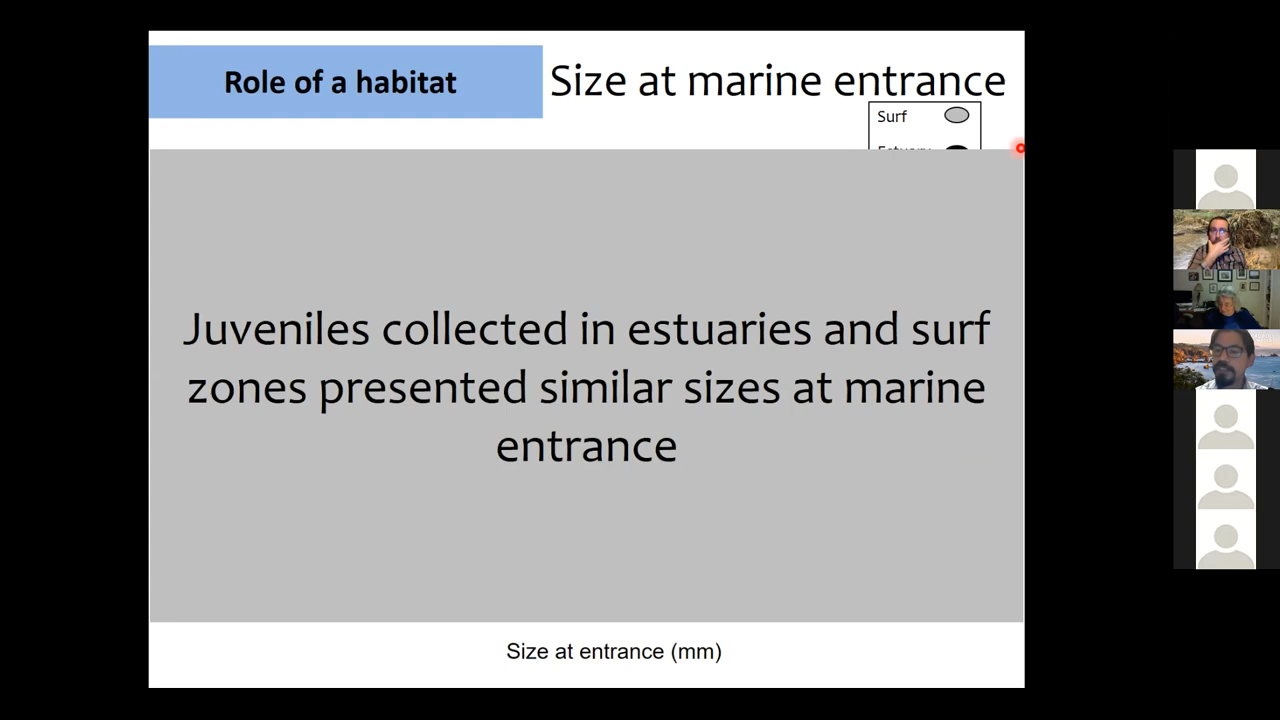 Role of a habitat
Size at marine entrance
Surf
Estuary
Juveniles collected in estuaries and surf
zones presented similar sizes at marine
entrance
Size at entrance (mm)